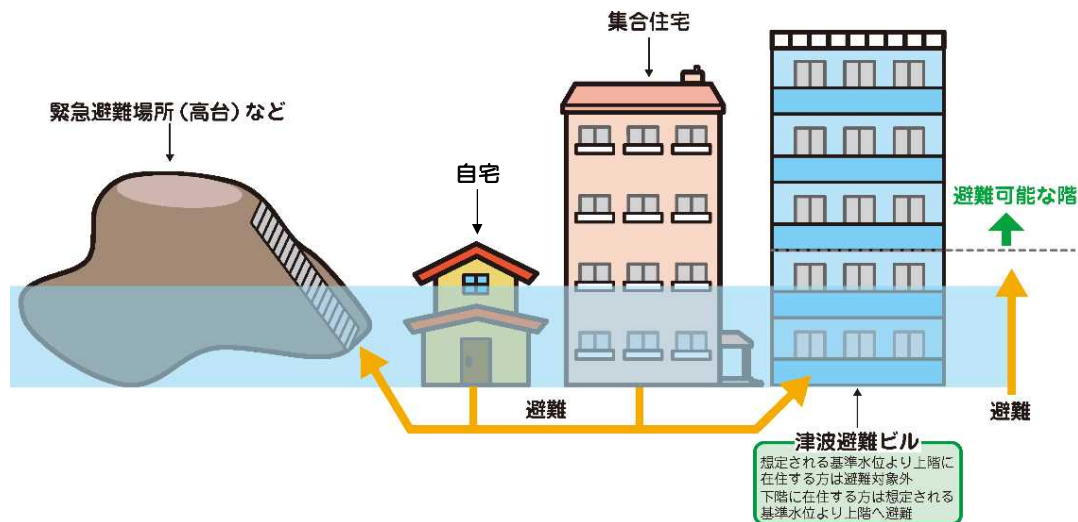 集合住宅
緊急避難場所（高台）など
自宅
避難可能な階
避難
避難
津波避難ビル
想定される基準水位より上階に
在住する方は避難対象外
下階に在住する方は想定される
基準水位より上階へ避難